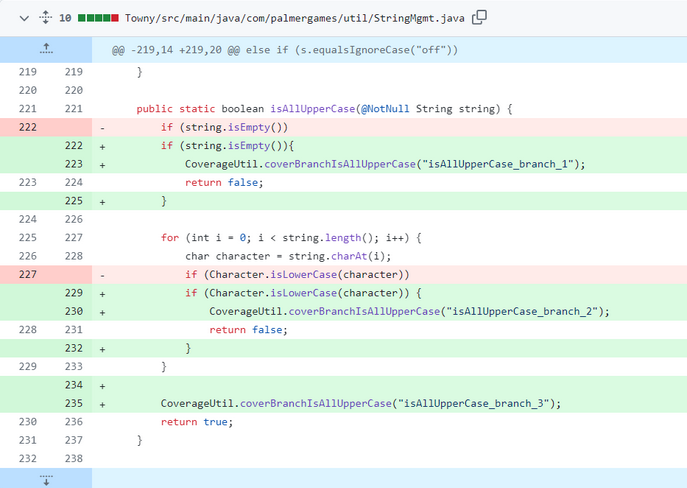 10 Towny/src/main/java/com/palmergames/util/StringMgmt.java
@@ -219,14 +219,20 @@ else if (s.equalsIgnoreCase("off"))
219 219 }
220 220
221 221 public static boolean isAllUpperCase(@NotNull String string) {
222 - if (string.isEmpty())
222 + if (string.isEmpty()){
223 + CoverageUtil.coverBranchIsAllUpperCase("isAllUpperCase_branch_1");
223 224 return false;
225 + }
224 226
225 227 for (int i = 0; i < string.length(); i++) {
226 228 char character = string.charAt(i);
227 - if (Character.isLowerCase(character))
229 + if (Character.isLowerCase(character)) {
230 + CoverageUtil.coverBranchIsAllUpperCase("isAllUpperCase_branch_2");
228 231 return false;
232 + }
229 233 }
234 +
235 + CoverageUtil.coverBranchIsAllUpperCase("isAllUpperCase_branch_3");
230 236 return true;
231 237 }
232 238